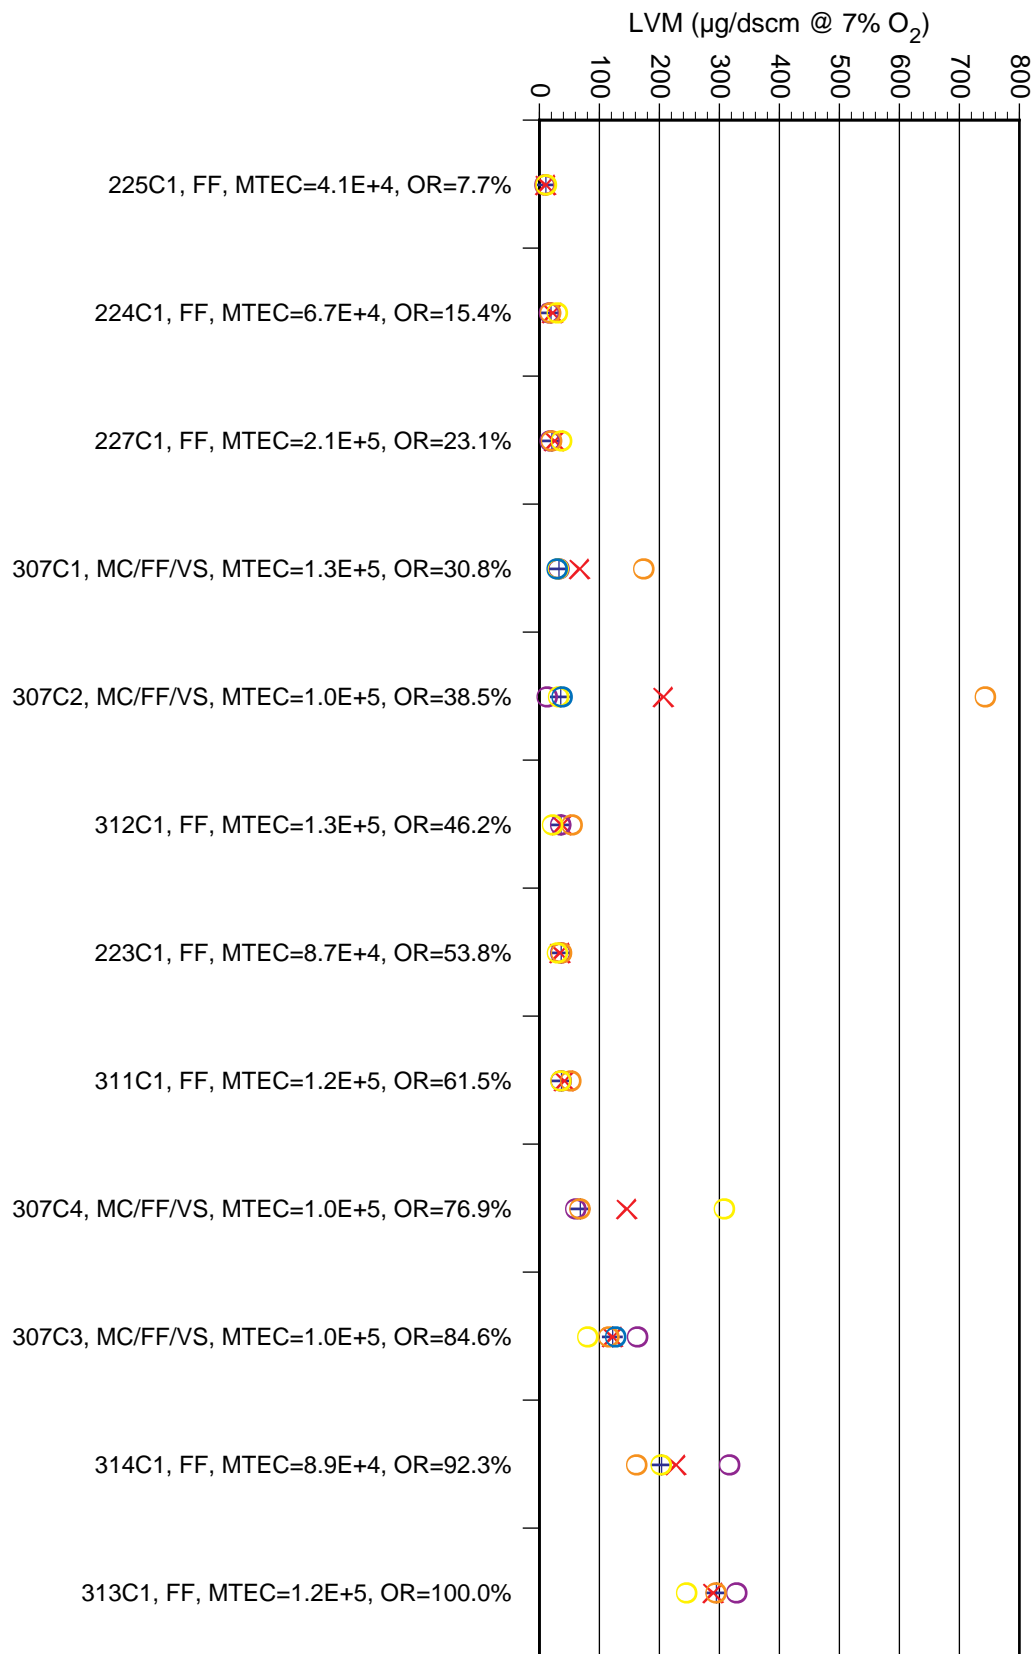 LVM (µg/dscm @ 7% O2)
0 100 200 300 400 500 600 700 800
225C1, FF, MTEC=4.1E+4, OR=7.7%
224C1, FF, MTEC=6.7E+4, OR=15.4%
227C1, FF, MTEC=2.1E+5, OR=23.1%
307C1, MC/FF/VS, MTEC=1.3E+5, OR=30.8%
307C2, MC/FF/VS, MTEC=1.0E+5, OR=38.5%
312C1, FF, MTEC=1.3E+5, OR=46.2%
223C1, FF, MTEC=8.7E+4, OR=53.8%
311C1, FF, MTEC=1.2E+5, OR=61.5%
307C4, MC/FF/VS, MTEC=1.0E+5, OR=76.9%
307C3, MC/FF/VS, MTEC=1.0E+5, OR=84.6%
314C1, FF, MTEC=8.9E+4, OR=92.3%
313C1, FF, MTEC=1.2E+5, OR=100.0%